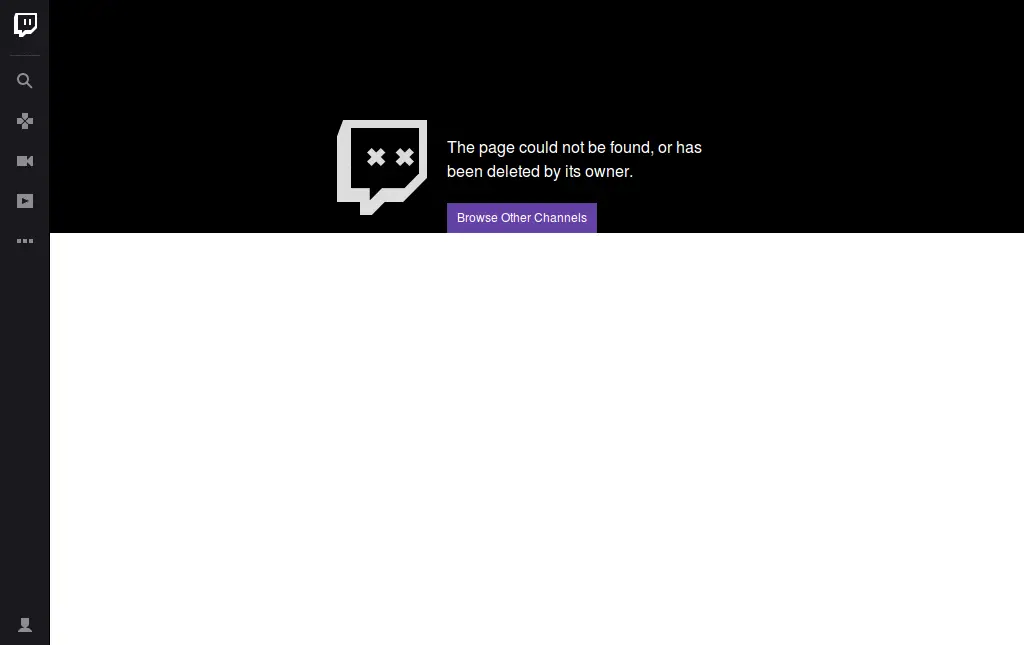 The page could not be found, or has
been deleted by its owner.
Browse Other Channels